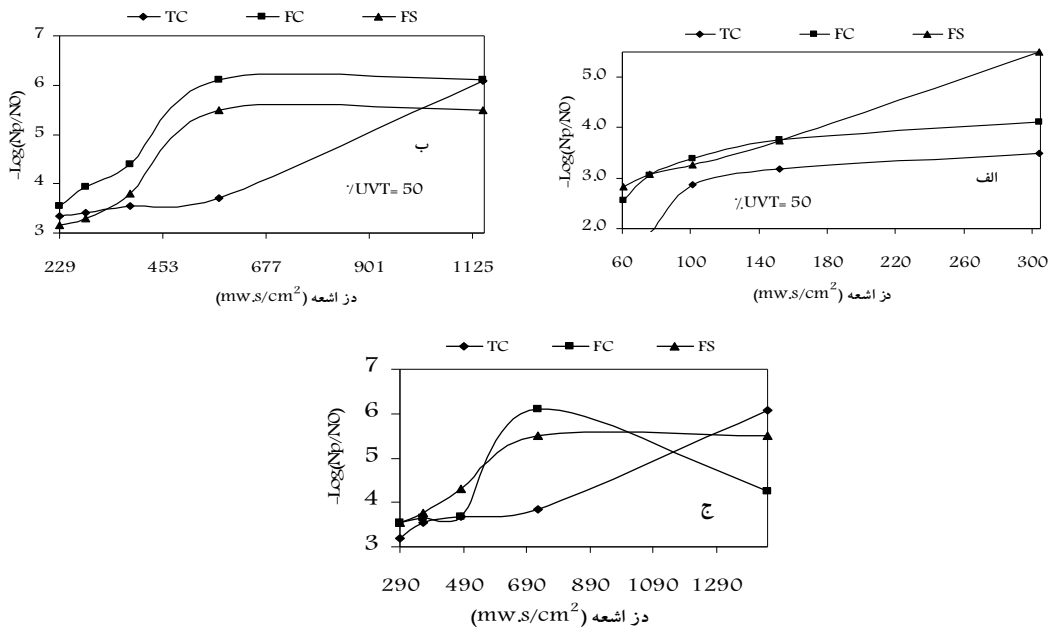 TC FC FS
7
6
5
4
3
229 453 677 901 1125
-Log(Np/NO)
ب
٪UVT= 50
دز اشعه (mw.s/cm²)
TC FC FS
5.0
4.0
3.0
2.0
60 100 140 180 220 260 300
-Log(Np/NO)
الف
٪UVT= 50
دز اشعه (mw.s/cm²)
TC FC FS
7
6
5
4
3
290 490 690 890 1090 1290
-Log(Np/NO)
ج
دز اشعه (mw.s/cm²)